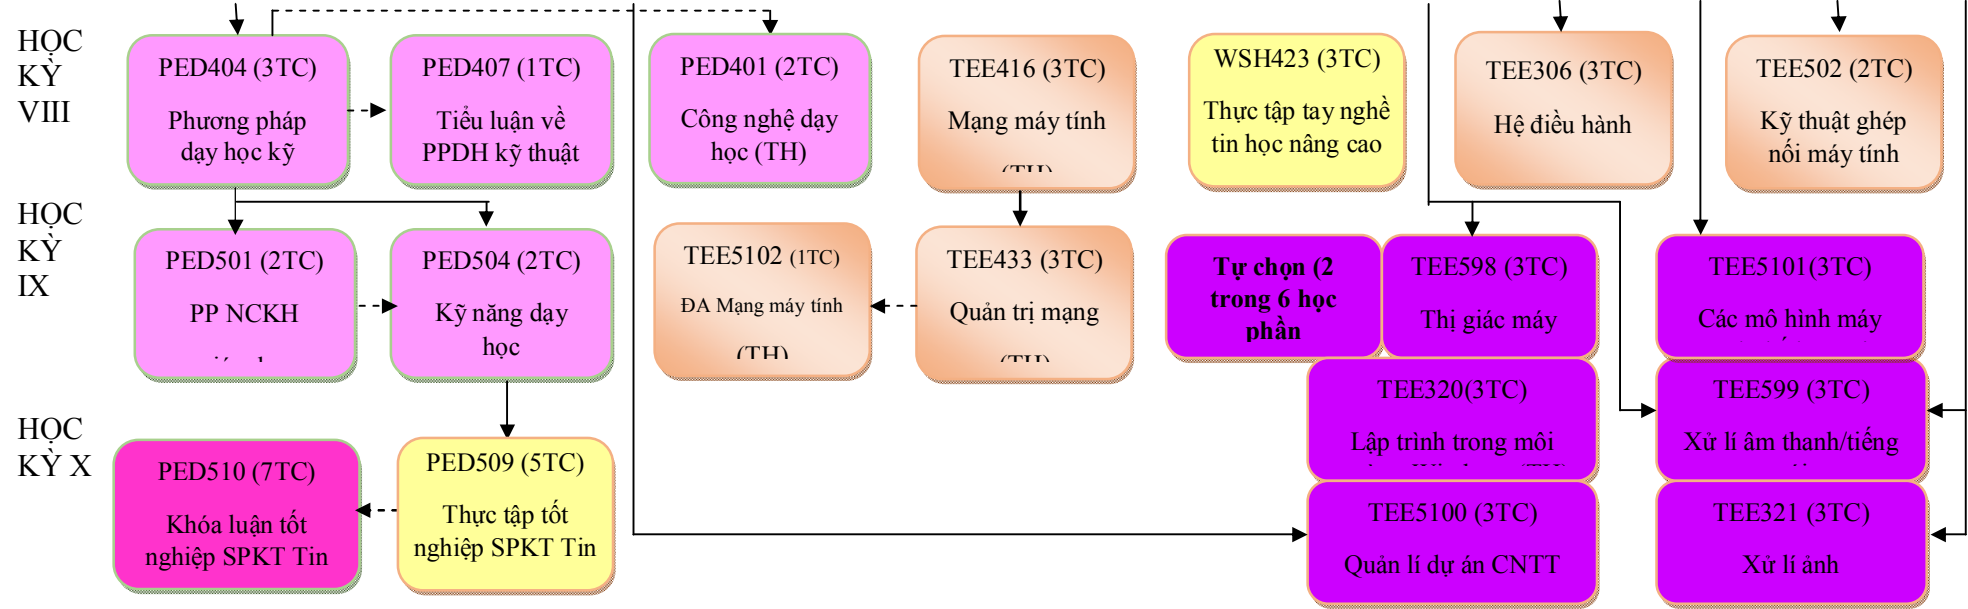 HỌC
KỲ
VIII
PED404 (3TC)
Phương pháp
dạy học kỹ
PED407 (1TC)
Tiểu luận về
PPDH kỹ thuật
PED401 (2TC)
Công nghệ dạy
học (TH)
TEE416 (3TC)
Mạng máy tính
(TH)
WSH423 (3TC)
Thực tập tay nghề
tin học nâng cao
TEE306 (3TC)
Hệ điều hành
TEE502 (2TC)
Kỹ thuật ghép
nối máy tính
HỌC
KỲ
IX
PED501 (2TC)
PP NCKH
PED504 (2TC)
Kỹ năng dạy
học
TEE5102 (1TC)
ĐA Mạng máy tính
(TH)
TEE433 (3TC)
Quản trị mạng
(TH)
Tự chọn (2
trong 6 học
phần
TEE598 (3TC)
Thị giác máy
TEE5101(3TC)
Các mô hình máy
TEE320(3TC)
Lập trình trong môi
TEE599 (3TC)
Xử lí âm thanh/tiếng
HỌC
KỲ X
PED510 (7TC)
Khóa luận tốt
nghiệp SPKT Tin
PED509 (5TC)
Thực tập tốt
nghiệp SPKT Tin
TEE5100 (3TC)
Quản lí dự án CNTT
TEE321 (3TC)
Xử lí ảnh